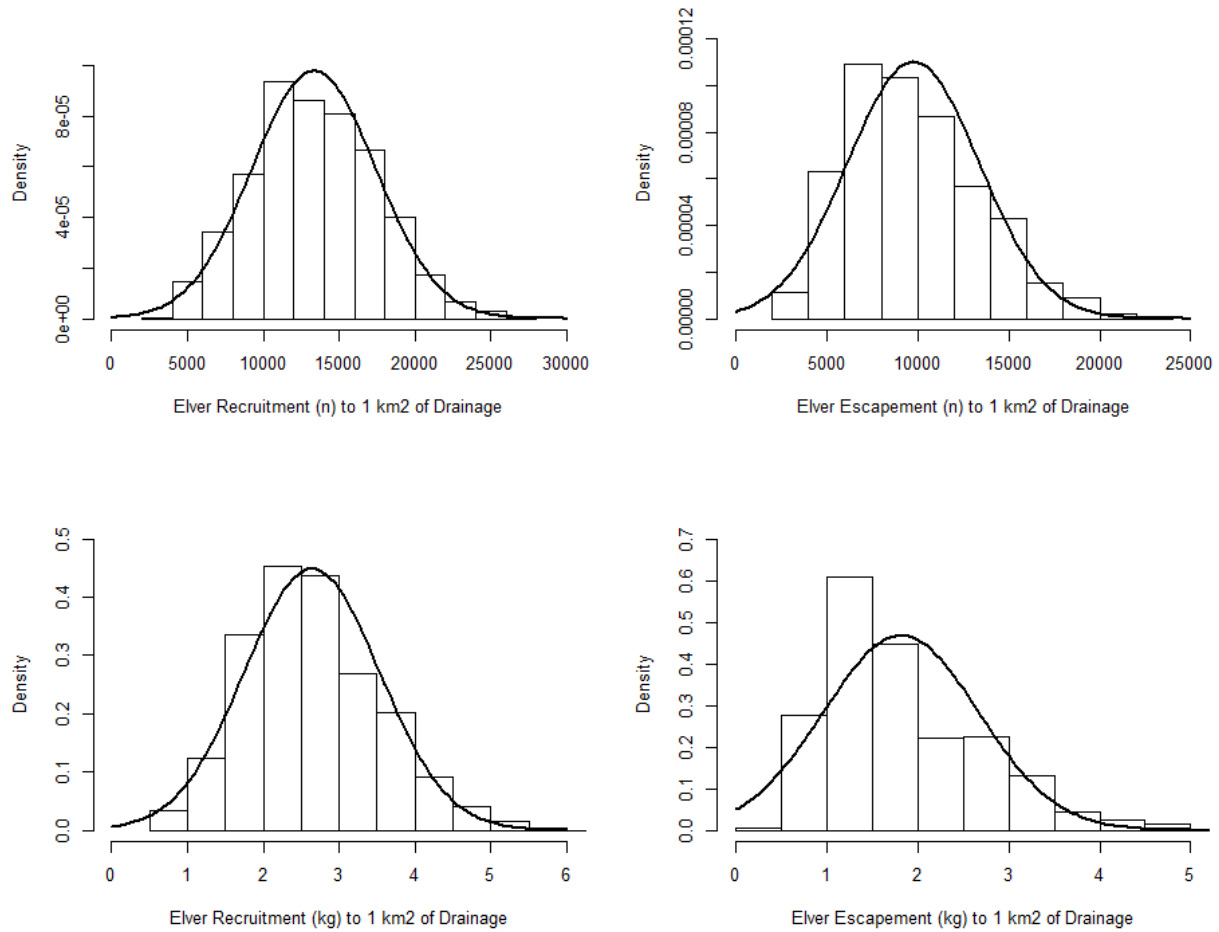 Density
0e+00
4e-05
8e-05
0 5000 10000 15000 20000 25000 30000
Elver Recruitment (n) to 1 km2 of Drainage
Density
0.00000
0.00004
0.00008
0.00012
0 5000 10000 15000 20000 25000
Elver Escapement (n) to 1 km2 of Drainage
Density
0.0
0.1
0.2
0.3
0.4
0.5
0 1 2 3 4 5 6
Elver Recruitment (kg) to 1 km2 of Drainage
Density
0.0
0.1
0.2
0.3
0.4
0.5
0.6
0.7
0 1 2 3 4 5
Elver Escapement (kg) to 1 km2 of Drainage